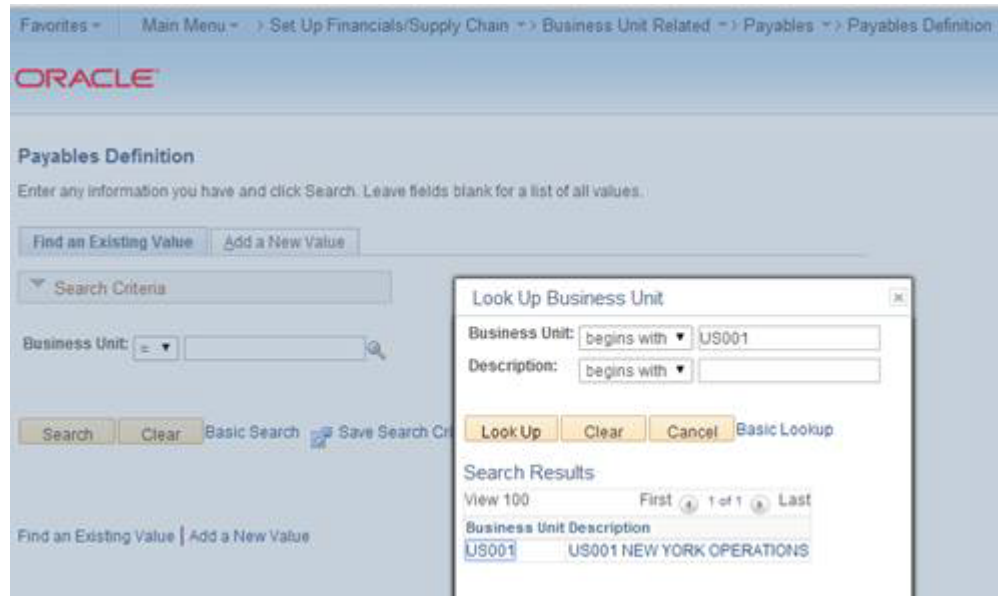 Favorites Main Menu > Set Up Financials/Supply Chain > Business Unit Related > Payables > Payables Definition
ORACLE
Payables Definition
Enter any information you have and click Search. Leave fields blank for a list of all values.
Find an Existing Value Add a New Value
Search Criteria
Business Unit: =
Search Clear Basic Search Save Search Cri
Find an Existing Value | Add a New Value
Look Up Business Unit
Business Unit: begins with US001
Description: begins with
Look Up Clear Cancel Basic Lookup
Search Results
View 100 First 1 of 1 Last
Business Unit Description
US001 US001 NEW YORK OPERATIONS